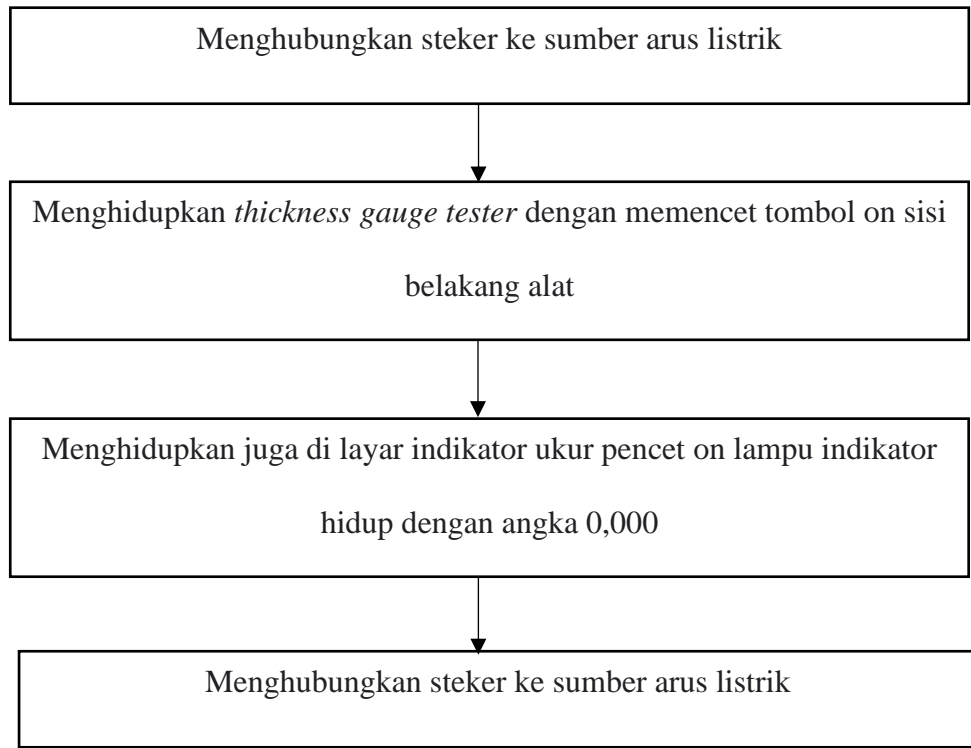 Menghubungkan steker ke sumber arus listrik
Menghidupkan thickness gauge tester dengan memencet tombol on sisi
belakang alat
Menghidupkan juga di layar indikator ukur pencet on lampu indikator
hidup dengan angka 0,000
Menghubungkan steker ke sumber arus listrik